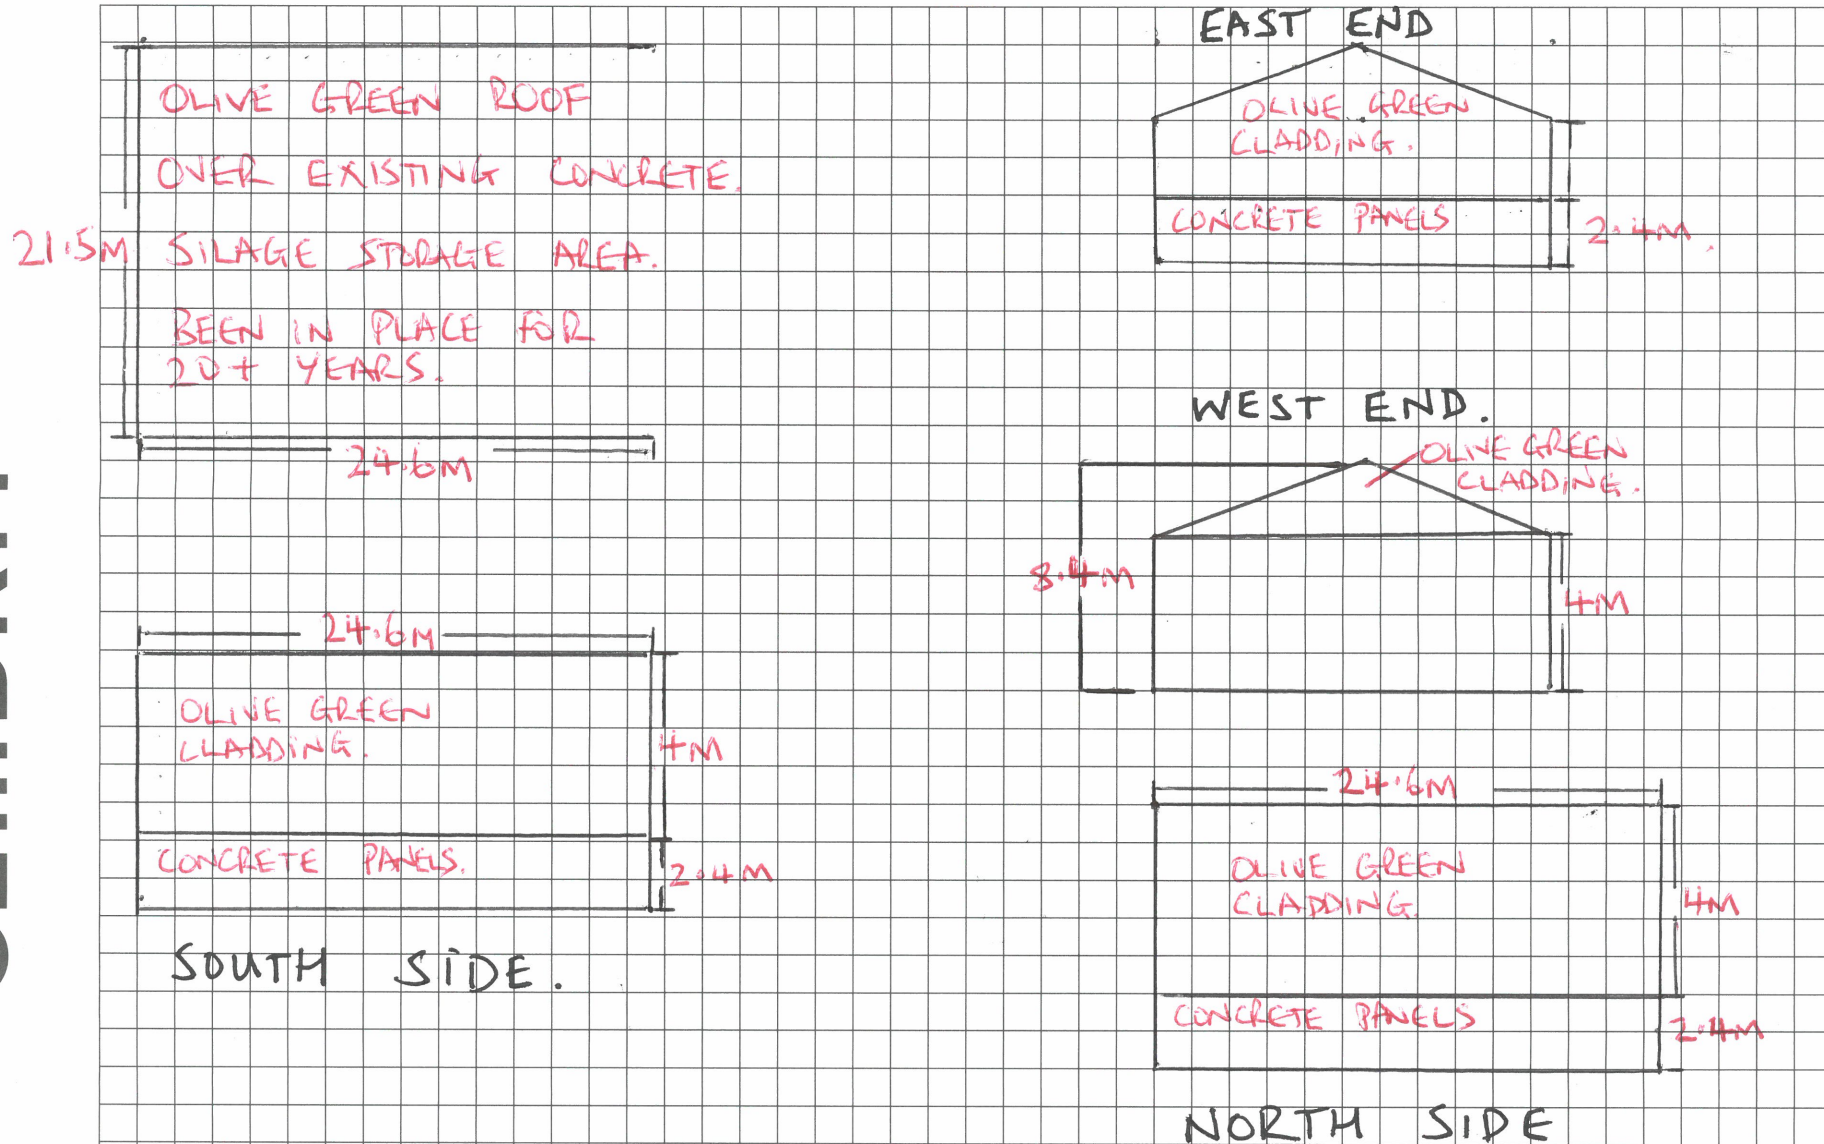 OLIVE GREEN ROOF
OVER EXISTING CONCRETE.
21.5M
SILAGE STORAGE AREA.
BEEN IN PLACE FOR
20+ YEARS.
24.6M
24.6M
OLIVE GREEN
CLADDING.
4M
CONCRETE PANELS.
2.4M
SOUTH SIDE.
EAST END
OLIVE GREEN
CLADDING.
CONCRETE PANELS
2.4M.
WEST END.
OLIVE GREEN
CLADDING.
8.4M
4M
24.6M
OLIVE GREEN
CLADDING.
4M
CONCRETE PANELS
2.4M
NORTH SIDE